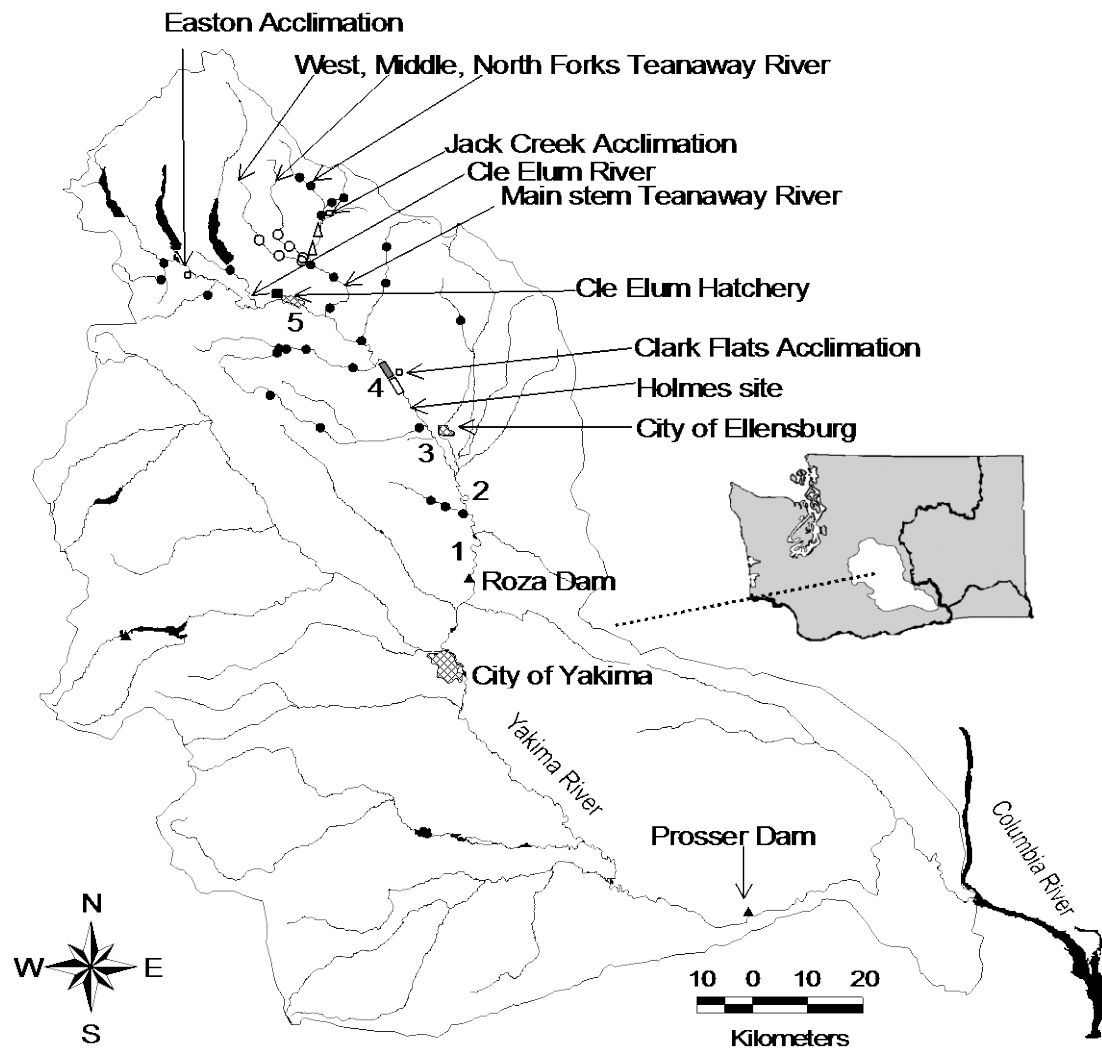 Easton Acclimation
West, Middle, North Forks Teanaway River
Jack Creek Acclimation
Cle Elum River
Main stem Teanaway River
Cle Elum Hatchery
5
Clark Flats Acclimation
4
Holmes site
City of Ellensburg
3
2
1
Roza Dam
City of Yakima
Yakima River
Prosser Dam
Columbia River
N
W E
S
10 0 10 20
Kilometers